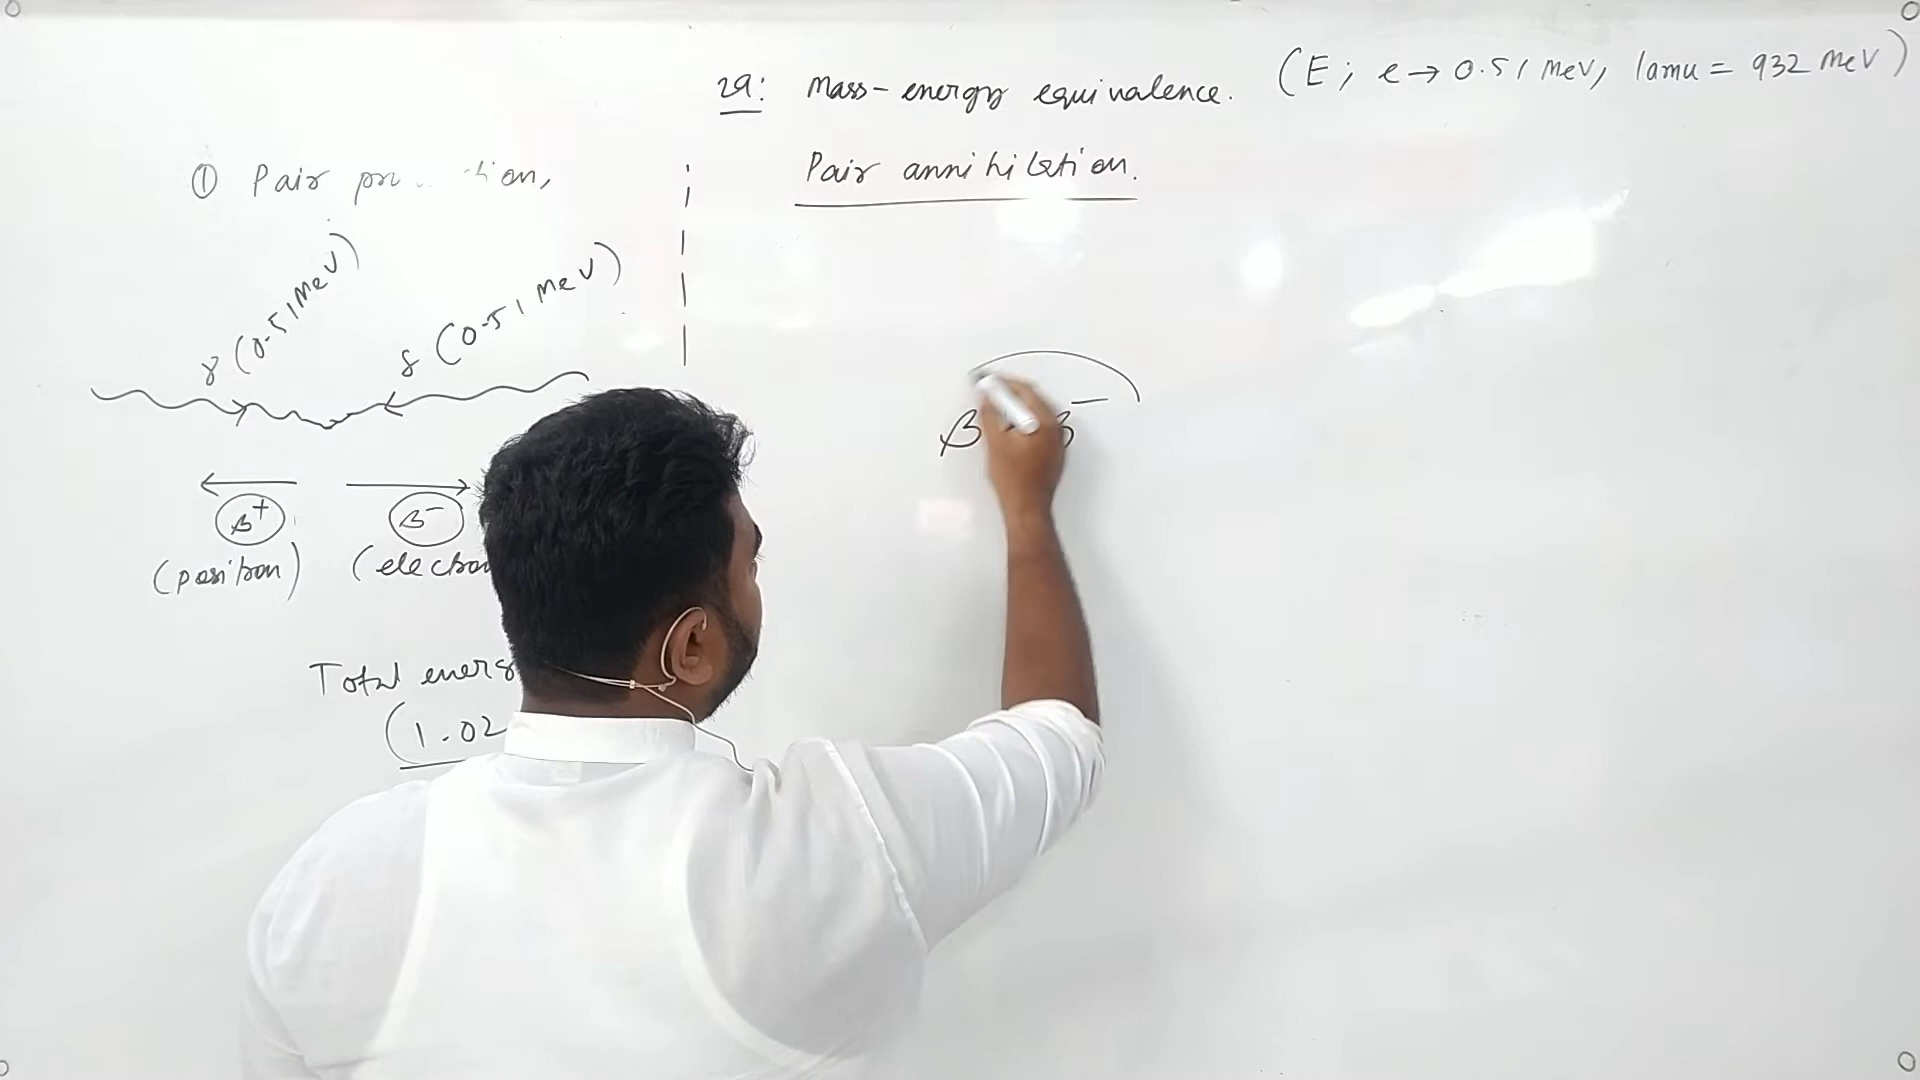 29: Mass-energy equivalence. (E; e → 0.51 MeV, 1amu = 932 MeV)
Pair annihilation.
① Pair
γ (0.51 MeV)
γ (0.51 MeV)
β+ β-
(positron) (electron
Total energ
(1.02
β β-